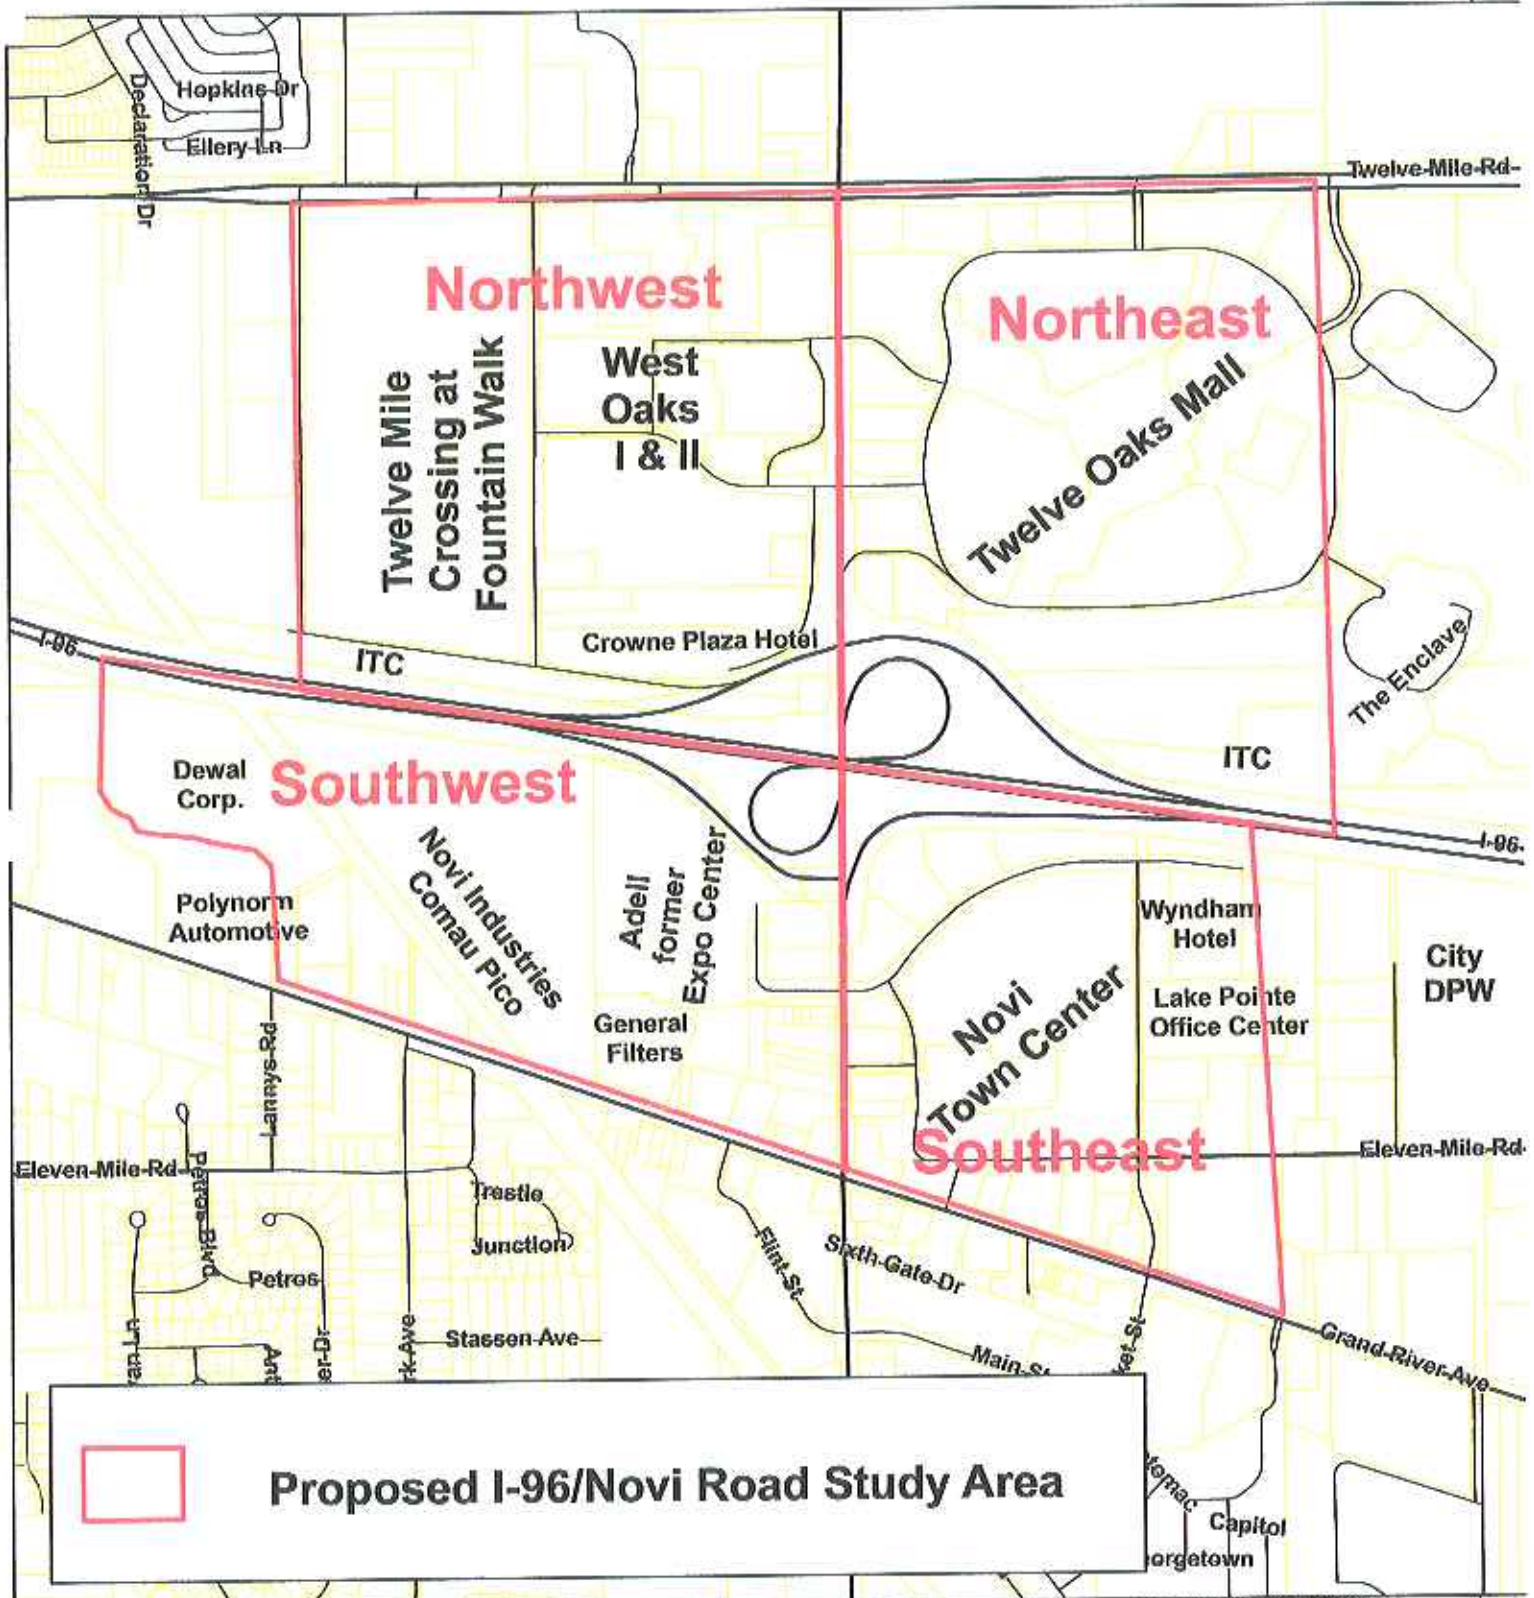 Hopkins Dr
Declaration Dr
Ellery Ln
Twelve Mile Rd
Northwest
Northeast
Twelve Mile
Crossing at
Fountain Walk
West
Oaks
I & II
Twelve Oaks Mall
Crowne Plaza Hotel
I-96
ITC
The Enclave
ITC
Dewal
Corp.
Southwest
I-96
Novi Industries
Comau Pico
Adell
former
Expo Center
Polynorm
Automotive
Wyndham
Hotel
City
DPW
General
Filters
Novi
Town Center
Lake Pointe
Office Center
Lannys Rd
Southeast
Eleven Mile Rd
Eleven Mile Rd
Petros Blvd
Trestle
Junction
Petros
Flint St
Sixth Gate Dr
Stassen Ave
Main St
Grand River Ave
Proposed I-96/Novi Road Study Area
Capitol